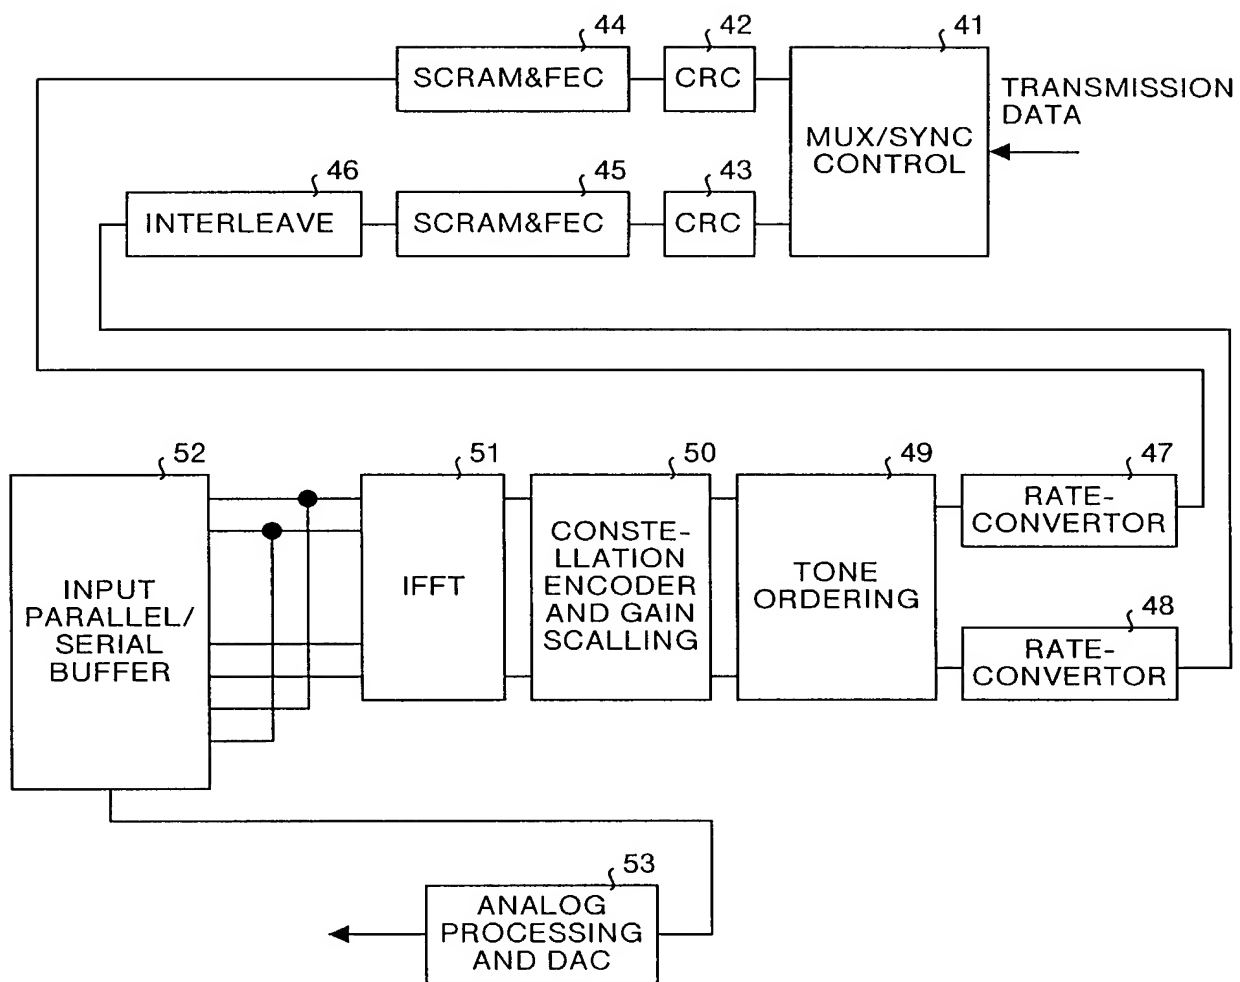 44
42
41
SCRAM&FEC
CRC
MUX/SYNC
CONTROL
TRANSMISSION
DATA
46
45
43
INTERLEAVE
SCRAM&FEC
CRC
52
51
50
49
47
INPUT
PARALLEL/
SERIAL
BUFFER
IFFT
CONSTE-
LLATION
ENCODER
AND GAIN
SCALLING
TONE
ORDERING
RATE-
CONVERTOR
48
RATE-
CONVERTOR
53
ANALOG
PROCESSING
AND DAC